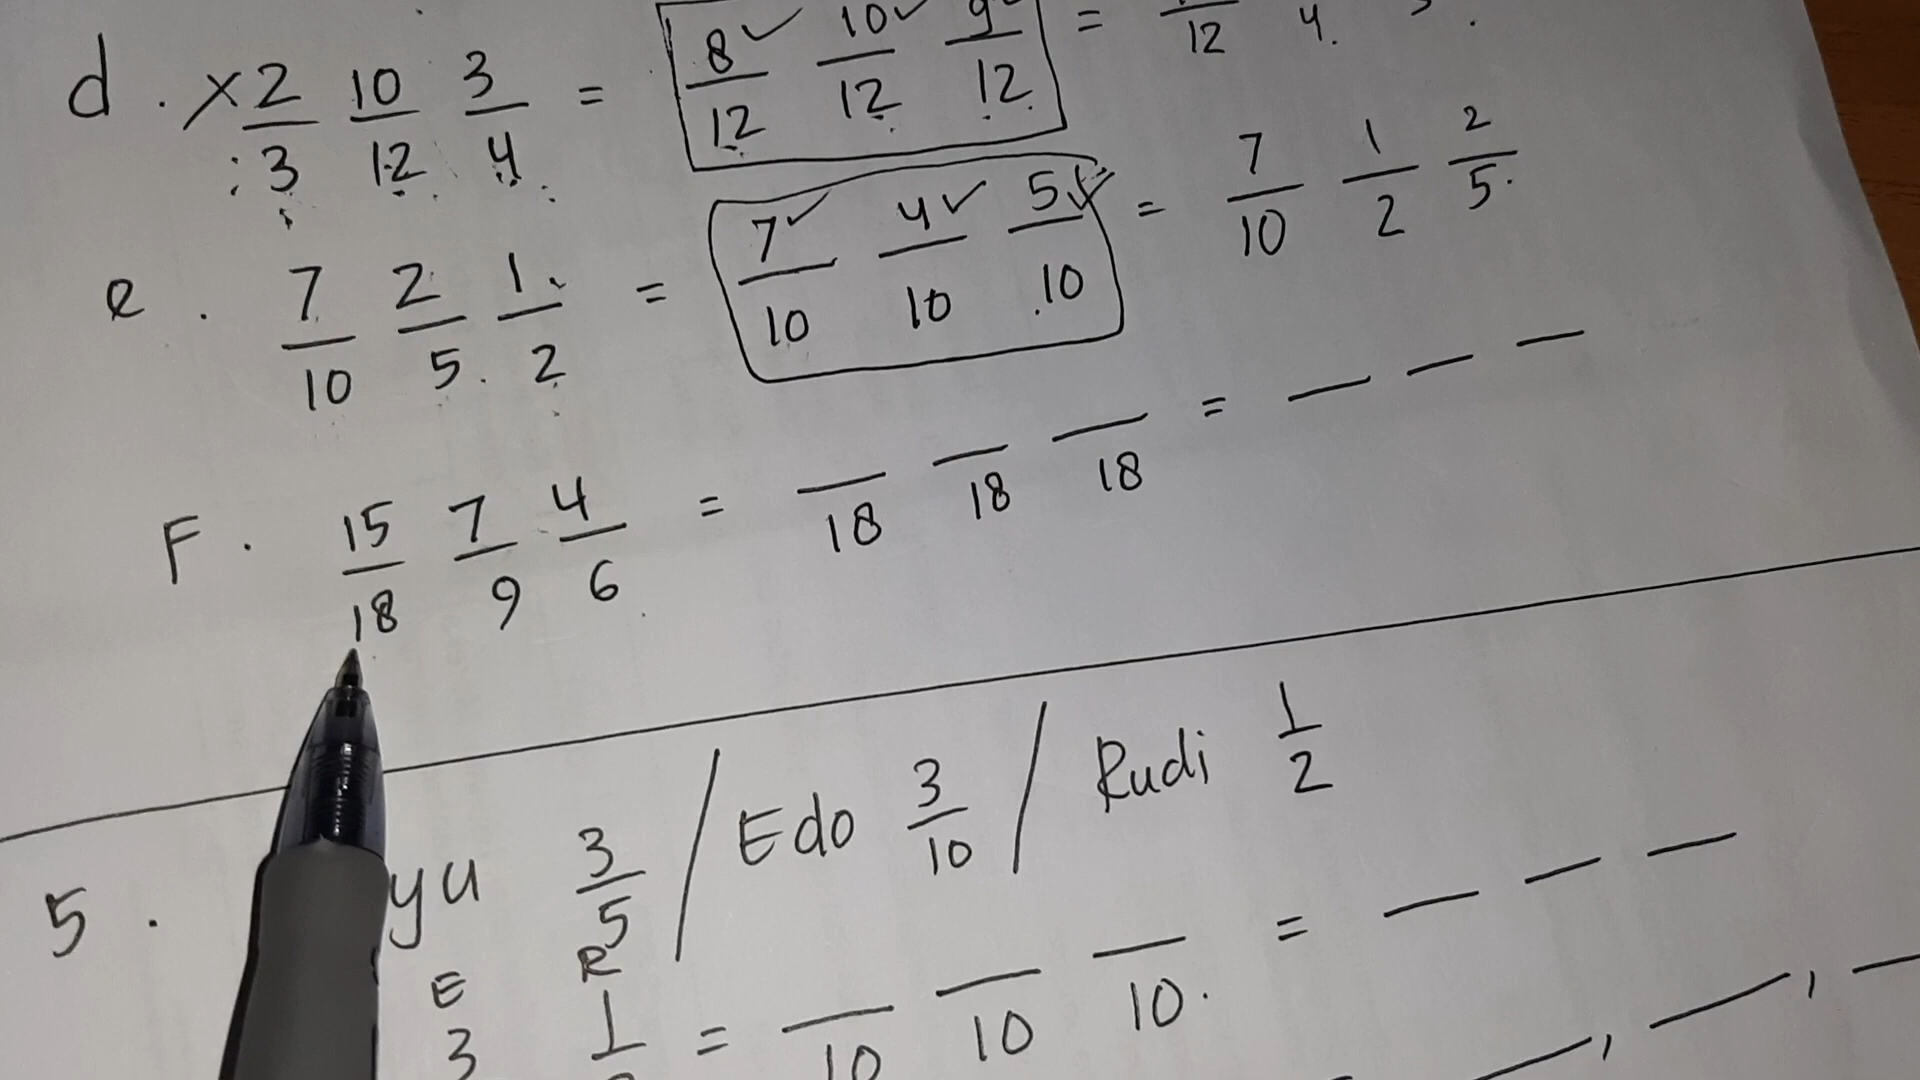 d. x 2/3 10/12 3/4 = 8/12 ✓ 10/12 ✓ 9/12 = /12 4.
e. 7/10 2/5 1/2 = 7/10 ✓ 4/10 ✓ 5/10 ✓ = 7/10 1/2 2/5
F. 15/18 7/9 4/6 = —/18 —/18 —/18 = — — —
5. yu 3/5 / Edo 3/10 / Rudi 1/2
E R
3 1 = —/10 —/10 —/10. = — — —